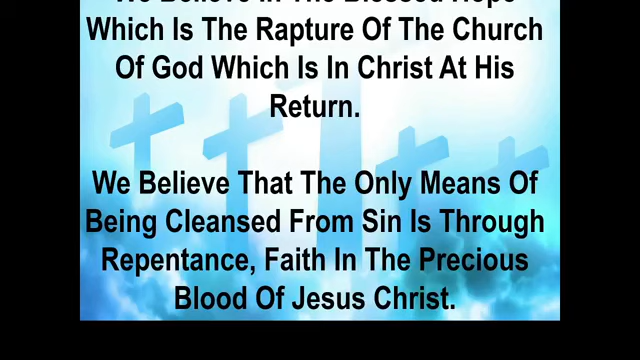 We Believe In The Blessed Hope
Which Is The Rapture Of The Church
Of God Which Is In Christ At His
Return.
We Believe That The Only Means Of
Being Cleansed From Sin Is Through
Repentance, Faith In The Precious
Blood Of Jesus Christ.